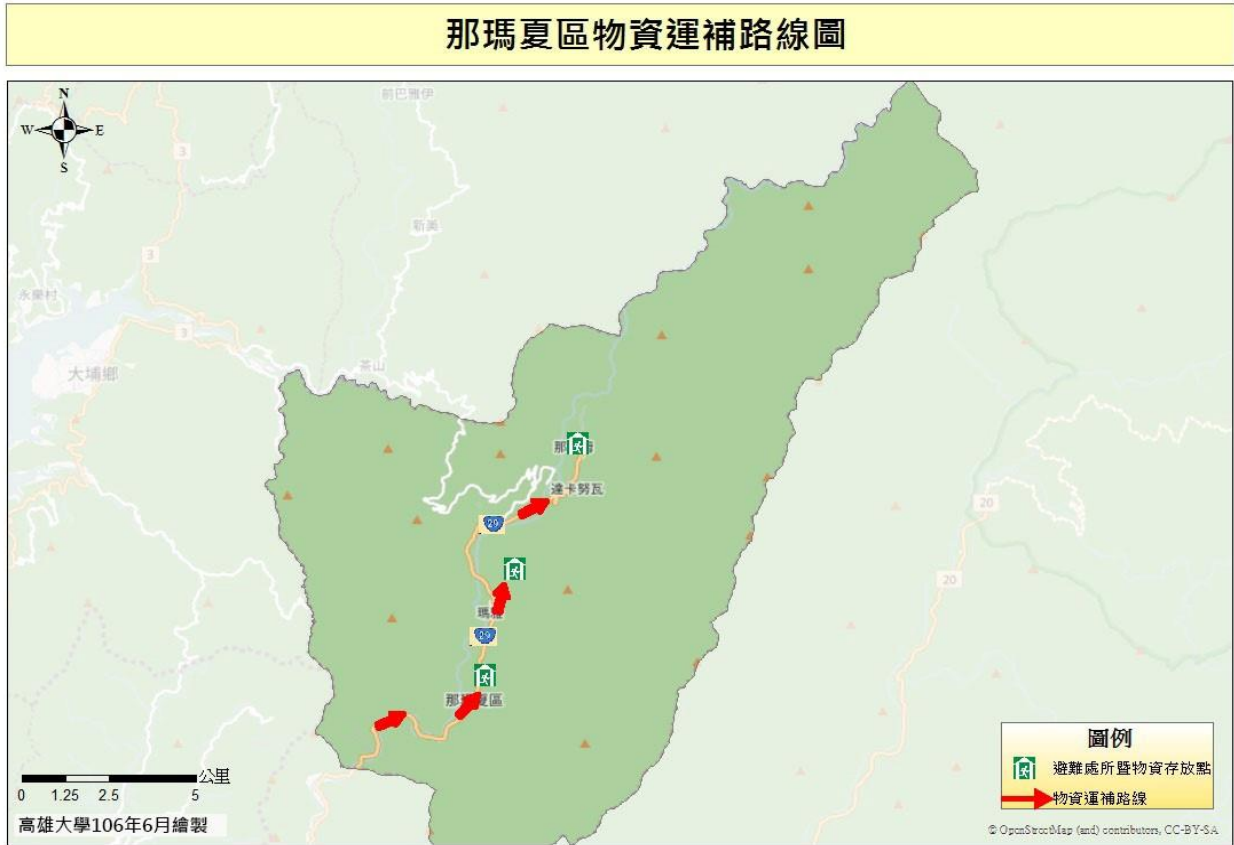 那瑪夏區物資運補路線圖
N
W E
S
前巴雅伊
3
新美
3
永樂村
3
茶山
大埔鄉
達卡努瓦
29
20
20
29
那瑪夏區
圖例
避難處所暨物資存放點
物資運補路線
公里
0 1.25 2.5 5
高雄大學106年6月繪製
© OpenStreetMap (and) contributors, CC-BY-SA